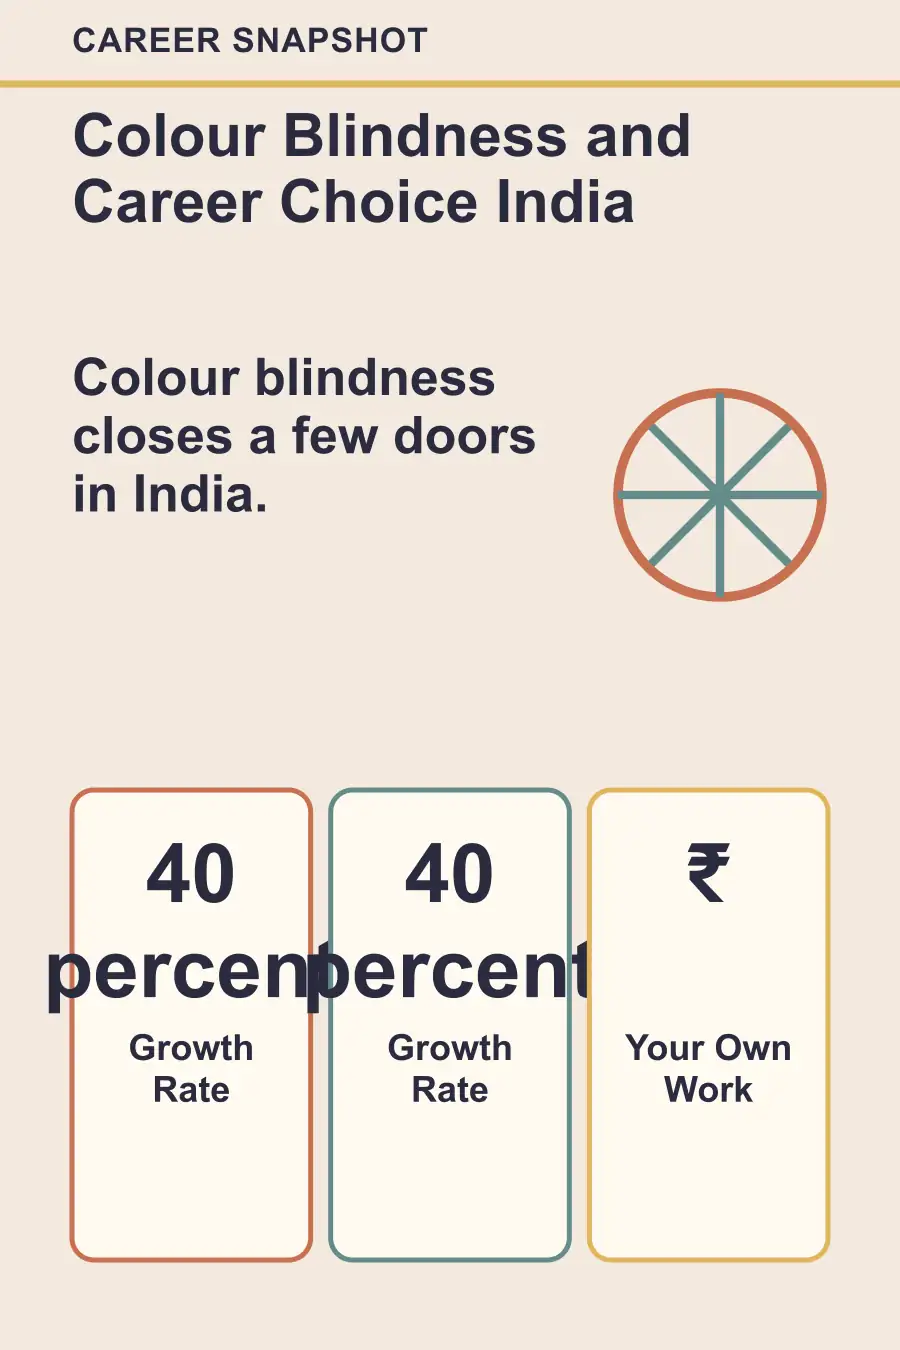 CAREER SNAPSHOT
Colour Blindness and
Career Choice India
Colour blindness
closes a few doors
in India.
40
percent
Growth
Rate
40
percent
Growth
Rate
₹
Your Own
Work